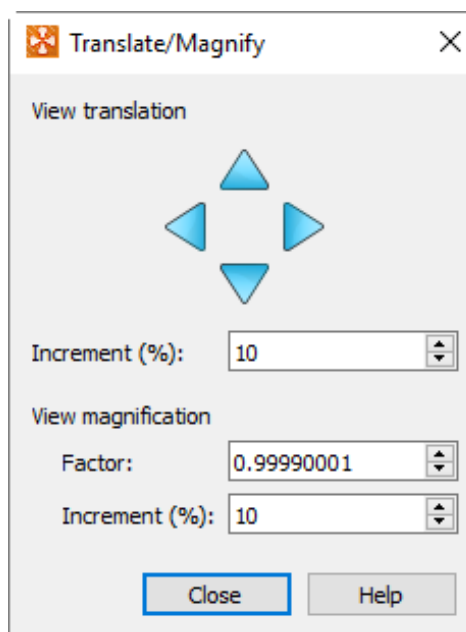 Translate/Magnify
View translation
Increment (%): 10
View magnification
Factor: 0.99990001
Increment (%): 10
Close Help